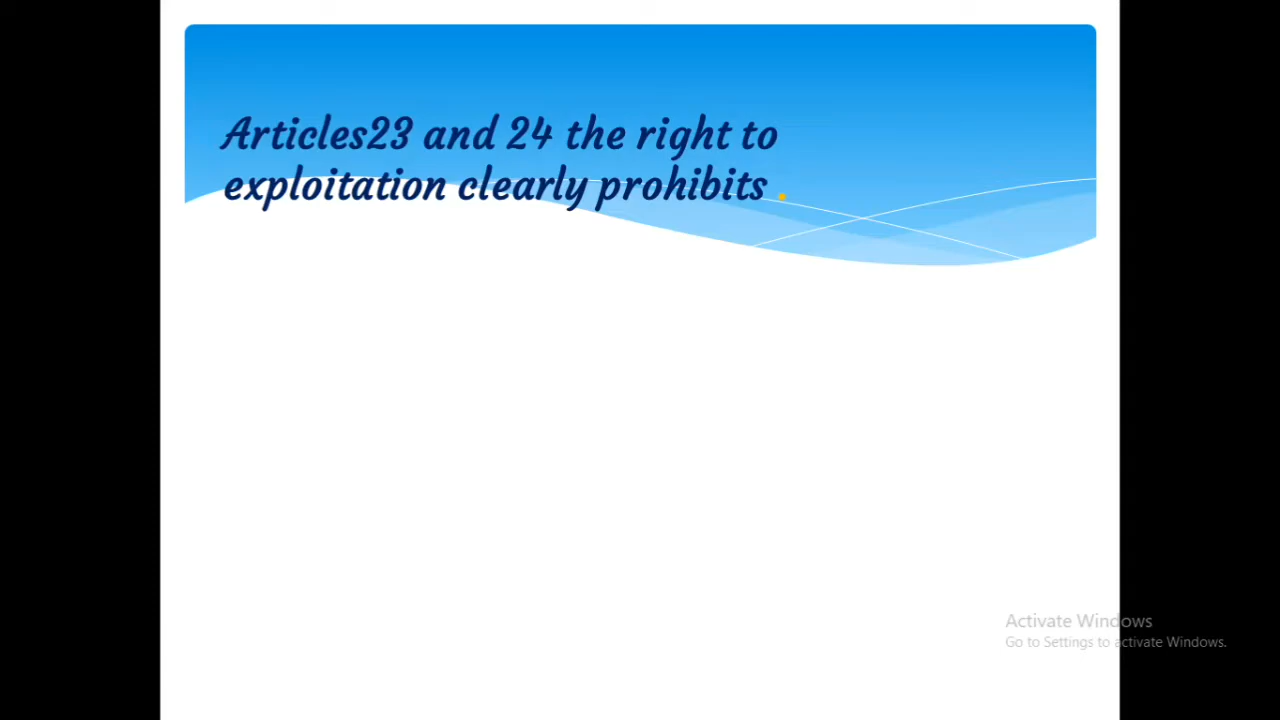 Articles23 and 24 the right to
exploitation clearly prohibits .
Activate Windows
Go to Settings to activate Windows.